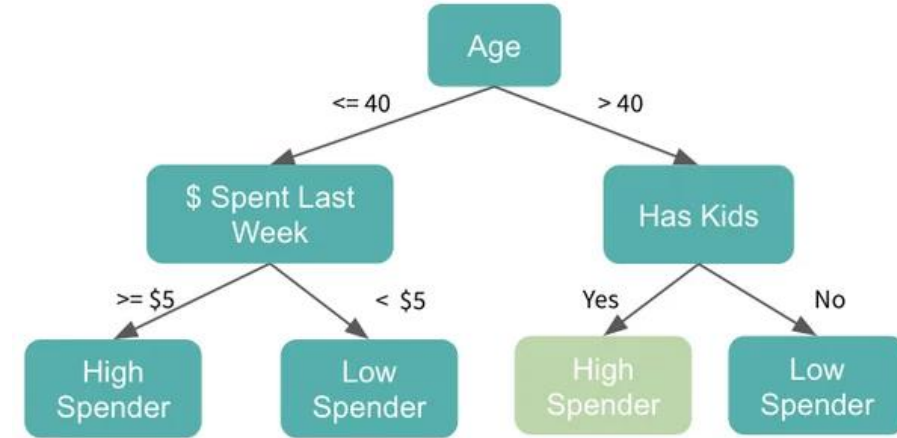 Age
<= 40
> 40
$ Spent Last
Week
Has Kids
>= $5
< $5
Yes
No
High
Spender
Low
Spender
High
Spender
Low
Spender